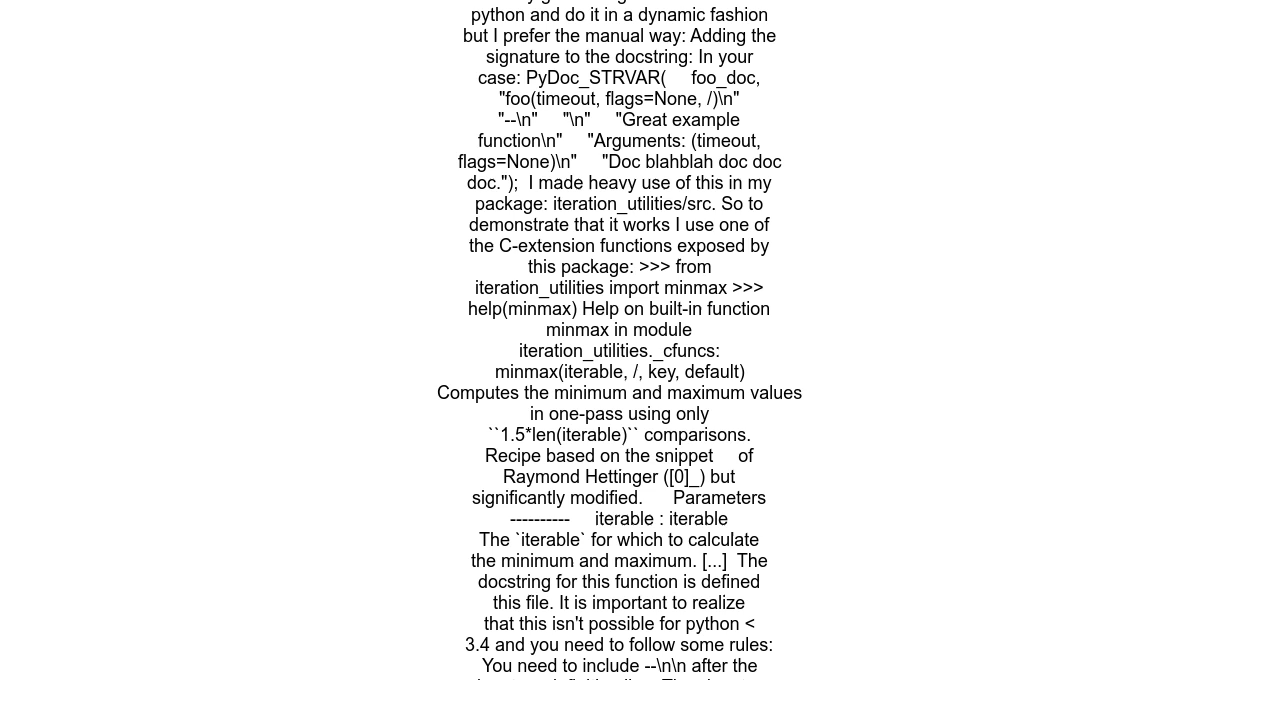 python and do it in a dynamic fashion
but I prefer the manual way: Adding the
signature to the docstring: In your
case: PyDoc_STRVAR(     foo_doc,
"foo(timeout, flags=None, /)\n"
"--\n"     "\n"     "Great example
function\n"     "Arguments: (timeout,
flags=None)\n"     "Doc blahblah doc doc
doc.");  I made heavy use of this in my
package: iteration_utilities/src. So to
demonstrate that it works I use one of
the C-extension functions exposed by
this package: >>> from
iteration_utilities import minmax >>>
help(minmax) Help on built-in function
minmax in module
iteration_utilities._cfuncs:
minmax(iterable, /, key, default)
Computes the minimum and maximum values
in one-pass using only
``1.5*len(iterable)`` comparisons.
Recipe based on the snippet     of
Raymond Hettinger ([0]_) but
significantly modified.      Parameters
----------     iterable : iterable
The `iterable` for which to calculate
the minimum and maximum. [...]  The
docstring for this function is defined
this file. It is important to realize
that this isn't possible for python <
3.4 and you need to follow some rules:
You need to include --\n\n after the